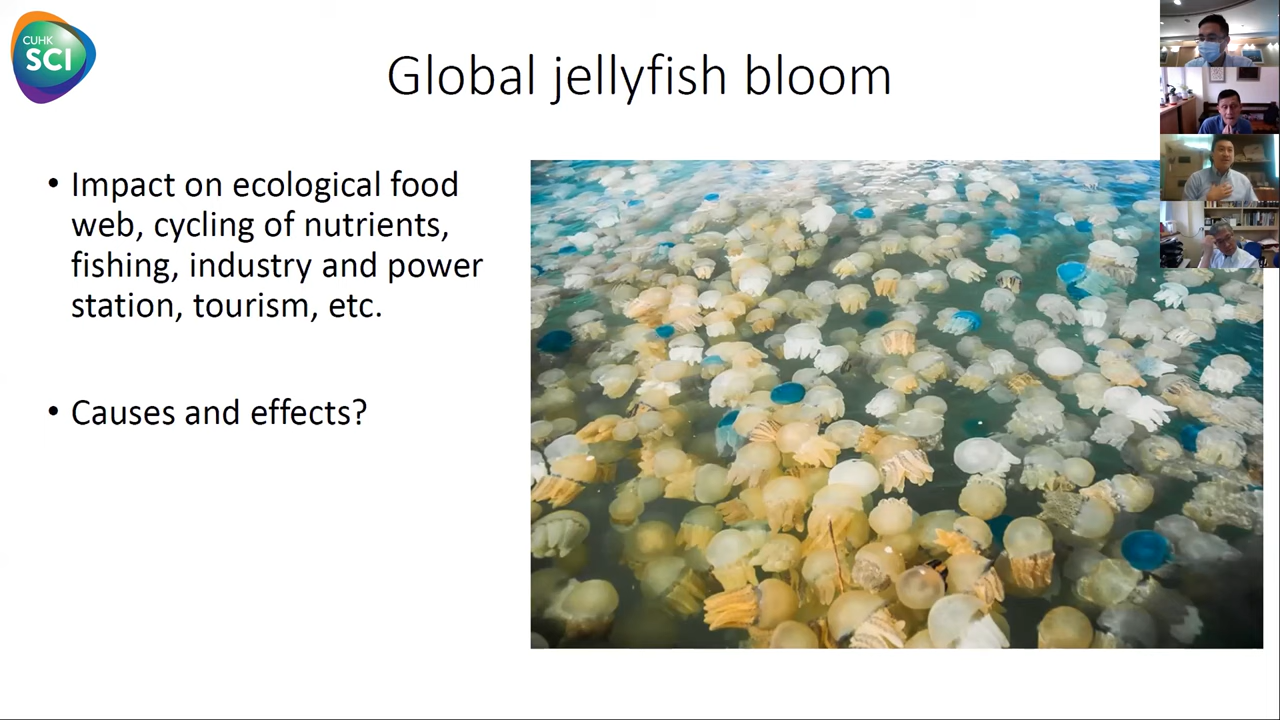 CUHK
SCI
Global jellyfish bloom
• Impact on ecological food
web, cycling of nutrients,
fishing, industry and power
station, tourism, etc.
• Causes and effects?